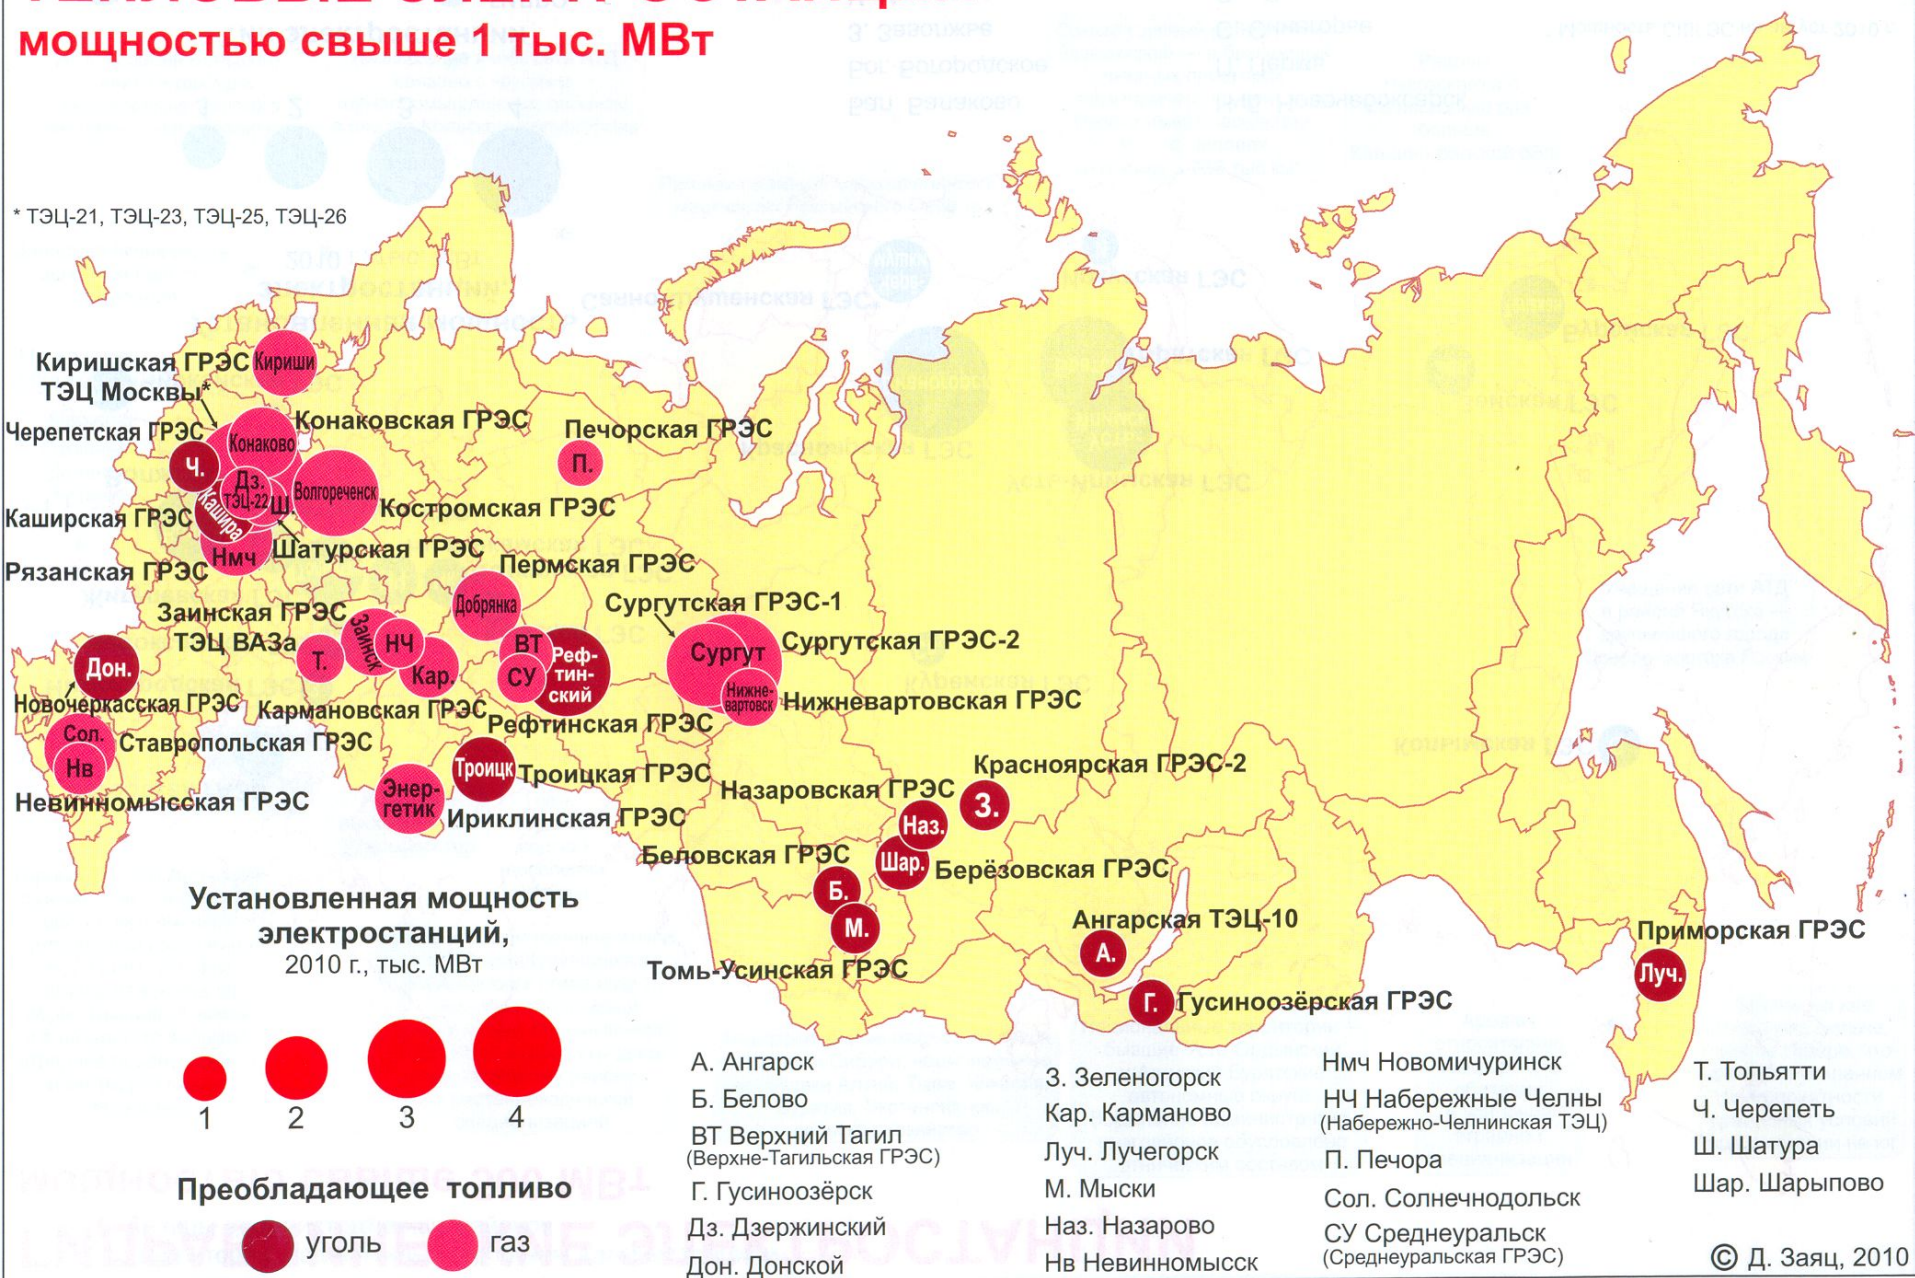 мощностью свыше 1 тыс. МВт
* ТЭЦ-21, ТЭЦ-23, ТЭЦ-25, ТЭЦ-26
Киришская ГРЭС
Кириши
ТЭЦ Москвы*
Черепетская ГРЭС
Конаковская ГРЭС
Конаково
Печорская ГРЭС
Ч.
П.
Дз.
ТЭЦ-22
Ш.
Волгореченск
Кашира
Каширская ГРЭС
Костромская ГРЭС
Нмч
Шатурская ГРЭС
Рязанская ГРЭС
Пермская ГРЭС
Добрянка
Заинская ГРЭС
Сургутская ГРЭС-1
ТЭЦ ВАЗа
Заинск
НЧ
ВТ
Сургутская ГРЭС-2
Сургут
Т.
Кар.
СУ
Реф-
тин-
ский
Дон.
Нижне-
вартовск
Нижневартовская ГРЭС
Новочеркасская ГРЭС
Кармановская ГРЭС
Рефтинская ГРЭС
Сол.
Ставропольская ГРЭС
Нв
Троицк
Троицкая ГРЭС
Красноярская ГРЭС-2
Назаровская ГРЭС
Невинномысская ГРЭС
Энер-
гетик
Ириклинская ГРЭС
З.
Наз.
Беловская ГРЭС
Шар.
Берёзовская ГРЭС
Б.
М.
Ангарская ТЭЦ-10
А.
Томь-Усинская ГРЭС
Г.
Гусиноозёрская ГРЭС
Приморская ГРЭС
Луч.
Установленная мощность
электростанций,
2010 г., тыс. МВт
1 2 3 4
Преобладающее топливо
уголь газ
А. Ангарск
Б. Белово
ВТ Верхний Тагил
(Верхне-Тагильская ГРЭС)
Г. Гусиноозёрск
Дз. Дзержинский
Дон. Донской
З. Зеленогорск
Кар. Карманово
Луч. Лучегорск
М. Мыски
Наз. Назарово
Нв Невинномысск
Нмч Новомичуринск
НЧ Набережные Челны
(Набережно-Челнинская ТЭЦ)
П. Печора
Сол. Солнечнодольск
СУ Среднеуральск
(Среднеуральская ГРЭС)
Т. Тольятти
Ч. Черепеть
Ш. Шатура
Шар. Шарыпово
© Д. Заяц, 2010